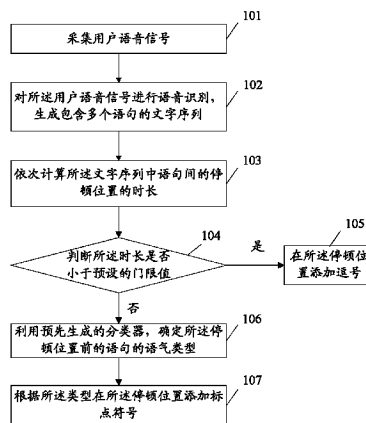 101
采集用户语音信号
102
对所述用户语音信号进行语音识别，
生成包含多个语句的文字序列
103
依次计算所述文字序列中语句间的停
顿位置的时长
104
判断所述时长是否
小于预设的门限值
是
105
在所述停顿位
置添加逗号
否
106
利用预先生成的分类器，确定所述停
顿位置前的语句的语气类型
107
根据所述类型在所述停顿位置添加标
点符号